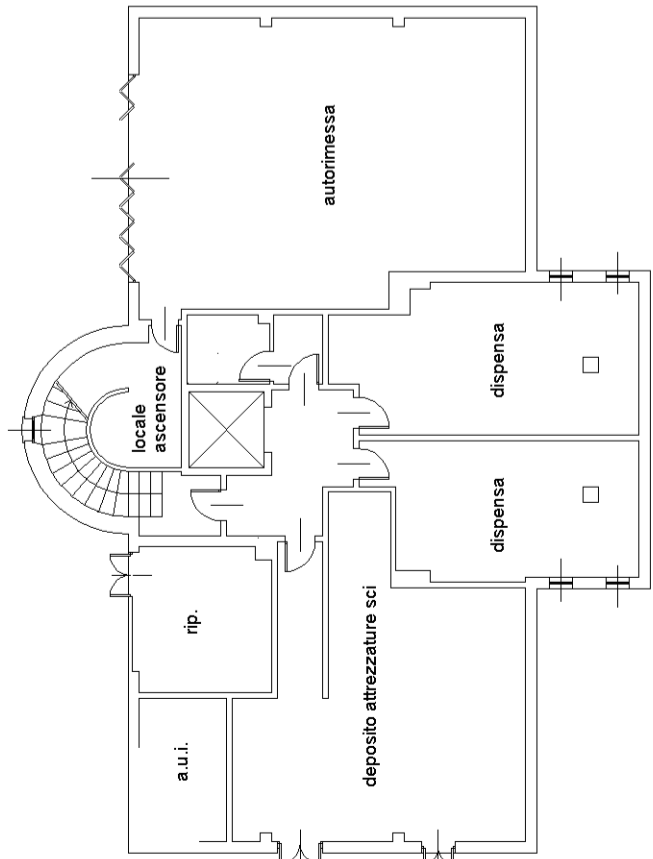 autorimessa
locale
ascensore
dispensa
dispensa
rip.
deposito attrezzature sci
a.u.i.